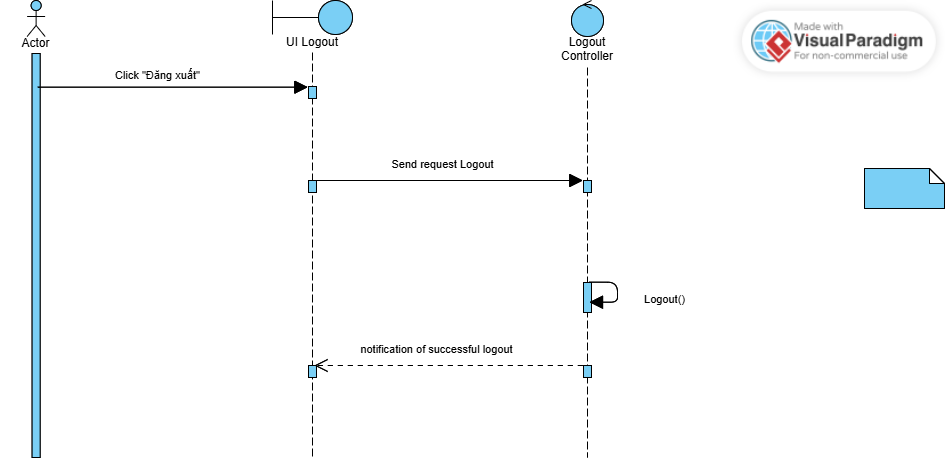 Actor
UI Logout
Logout
Controller
Made with
Visual Paradigm
For non-commercial use
Click "Đăng xuất"
Send request Logout
Logout()
notification of successful logout